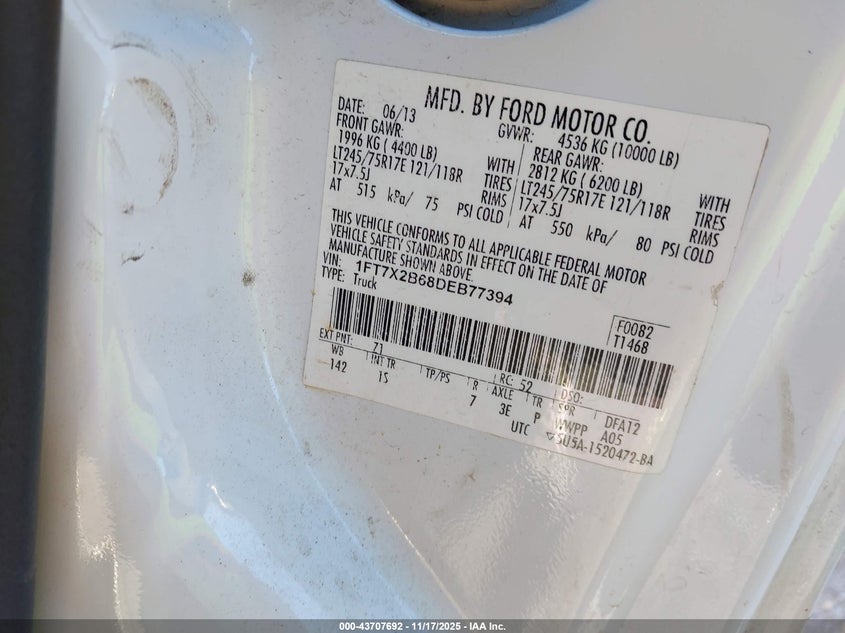 MFD. BY FORD MOTOR CO.
DATE: 06/13 GVWR: 4536 KG (10000 LB)
FRONT GAWR: REAR GAWR:
1996 KG ( 4400 LB) WITH 2812 KG ( 6200 LB) WITH
LT245/75R17E 121/118R TIRES LT245/75R17E 121/118R TIRES
17x7.5J RIMS 17x7.5J RIMS
AT 515 kPa/ 75 PSI COLD AT 550 kPa/ 80 PSI COLD
THIS VEHICLE CONFORMS TO ALL APPLICABLE FEDERAL MOTOR
VEHICLE SAFETY STANDARDS IN EFFECT ON THE DATE OF
MANUFACTURE SHOWN ABOVE.
VIN: 1FT7X2B68DEB77394
TYPE: Truck
F0082
T1468
EXT PNT: 71 RC: 52 DSO:
WB INT TR TP/PS R AXLE TR SPR DFA12
142 1S 7 3E P WWPP A05
UTC 5U5A-1520472-BA
000-43707692 - 11/17/2025 - IAA Inc.